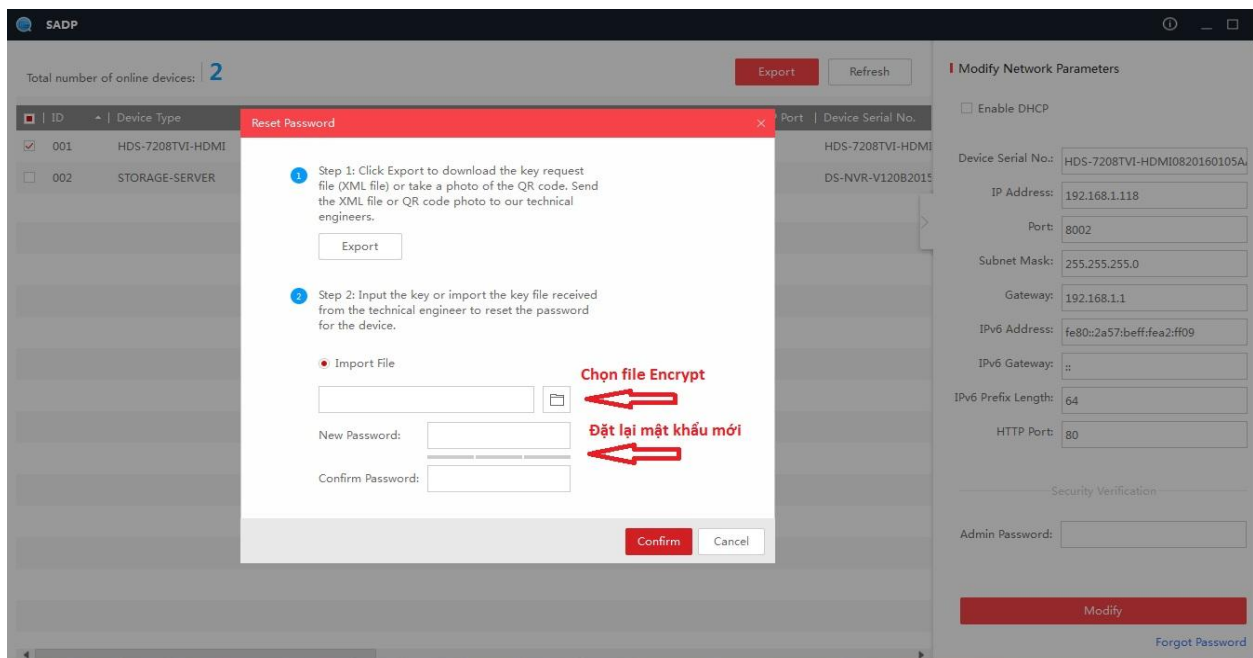 SADP
Total number of online devices: 2
Export
Refresh
ID
Device Type
Port
Device Serial No.
001
HDS-7208TVI-HDMI
HDS-7208TVI-HDMI
002
STORAGE-SERVER
DS-NVR-V120B2015
Reset Password
1
Step 1: Click Export to download the key request
file (XML file) or take a photo of the QR code. Send
the XML file or QR code photo to our technical
engineers.
Export
2
Step 2: Input the key or import the key file received
from the technical engineer to reset the password
for the device.
Import File
Chọn file Encrypt
New Password:
Đặt lại mật khẩu mới
Confirm Password:
Confirm
Cancel
Modify Network Parameters
Enable DHCP
Device Serial No.: HDS-7208TVI-HDMI0820160105A
IP Address: 192.168.1.118
Port: 8002
Subnet Mask: 255.255.255.0
Gateway: 192.168.1.1
IPv6 Address: fe80::2a57:beff:fea2:ff09
IPv6 Gateway: ::
IPv6 Prefix Length: 64
HTTP Port: 80
Security Verification
Admin Password:
Modify
Forgot Password